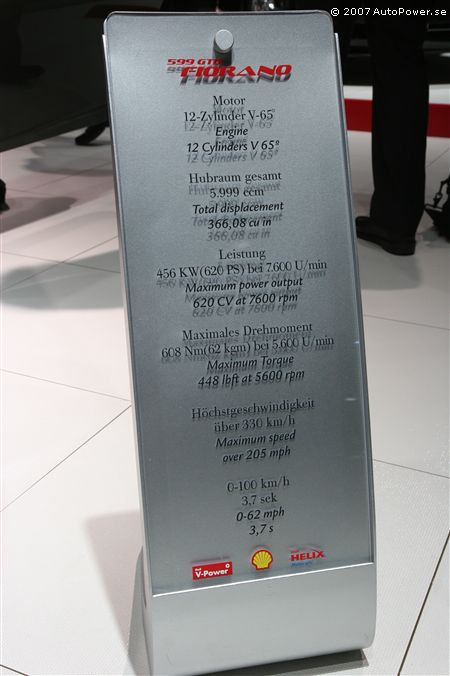 © 2007 AutoPower.se
599 GTB
FIORANO
Motor
12-Zylinder V-65°
Engine
12 Cylinders V 65º
Hubraum gesamt
5.999 ccm
Total displacement
366,08 cu in
Leistung
456 KW(620 PS) bei 7.600 U/min
Maximum power output
620 CV at 7600 rpm
Maximales Drehmoment
608 Nm(62 kgm) bei 5.600 U/min
Maximum Torque
448 lbft at 5600 rpm
Höchstgeschwindigkeit
über 330 km/h
Maximum speed
over 205 mph
0-100 km/h
3,7 sek
0-62 mph
3,7 s
V-Power
HELIX